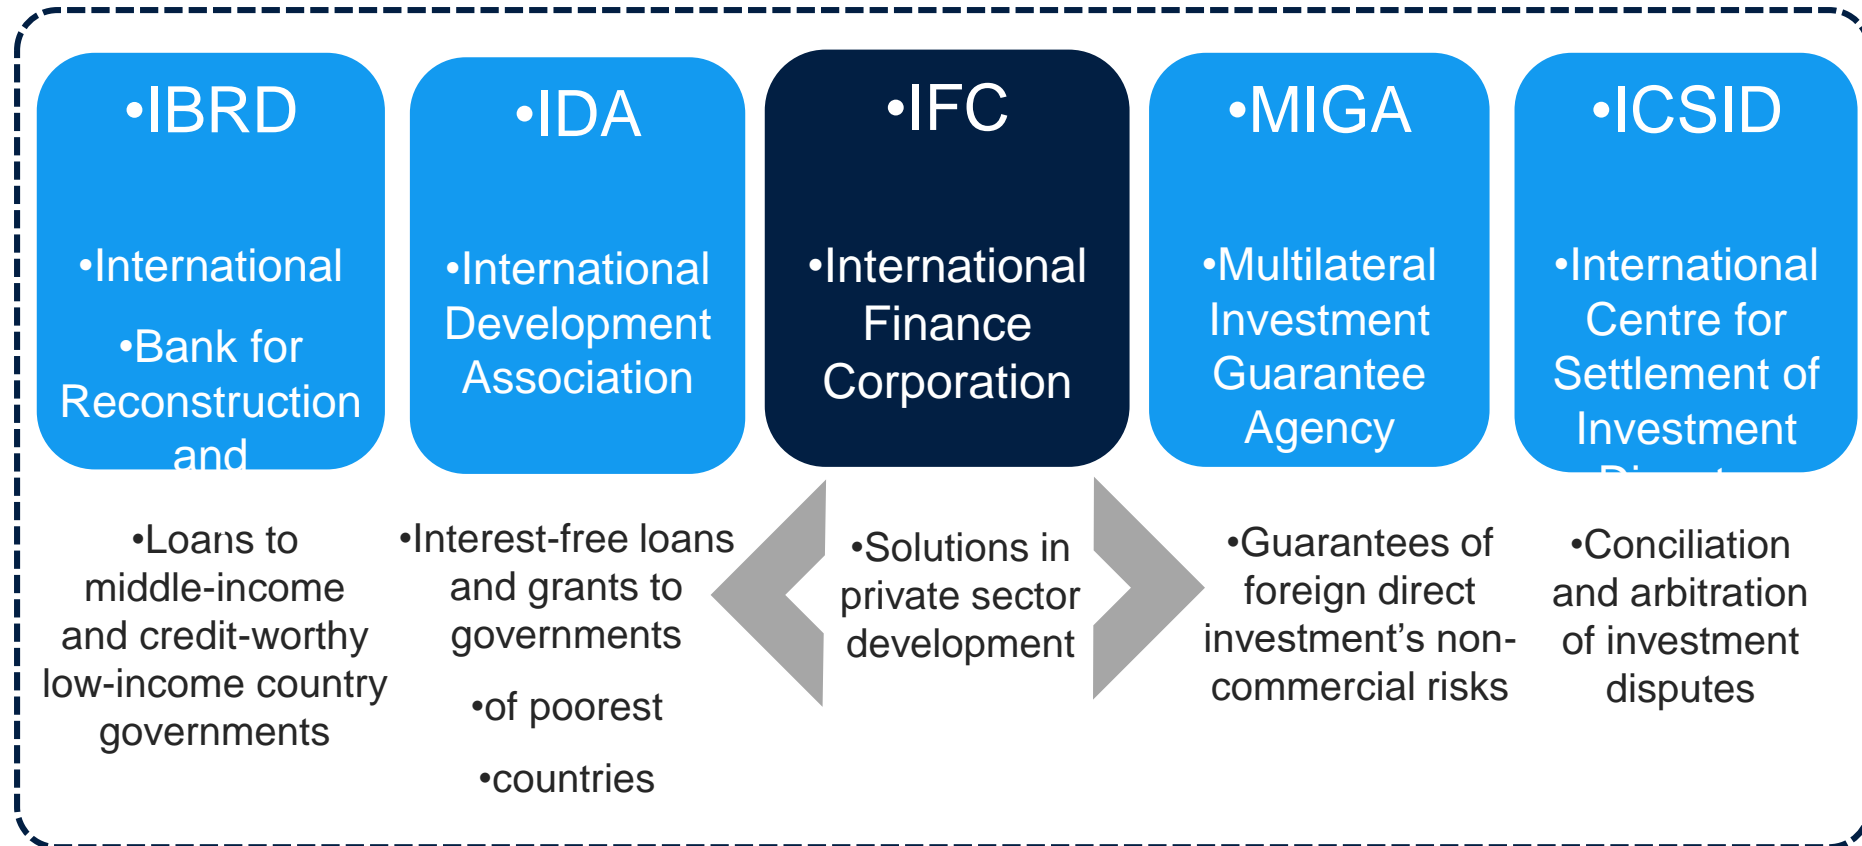 •IBRD
•International
•Bank for
Reconstruction
and
•Loans to
middle-income
and credit-worthy
low-income country
governments
•IDA
•International
Development
Association
•Interest-free loans
and grants to
governments
•of poorest
•countries
•IFC
•International
Finance
Corporation
•Solutions in
private sector
development
•MIGA
•Multilateral
Investment
Guarantee
Agency
•Guarantees of
foreign direct
investment’s non-
commercial risks
•ICSID
•International
Centre for
Settlement of
Investment
•Conciliation
and arbitration
of investment
disputes